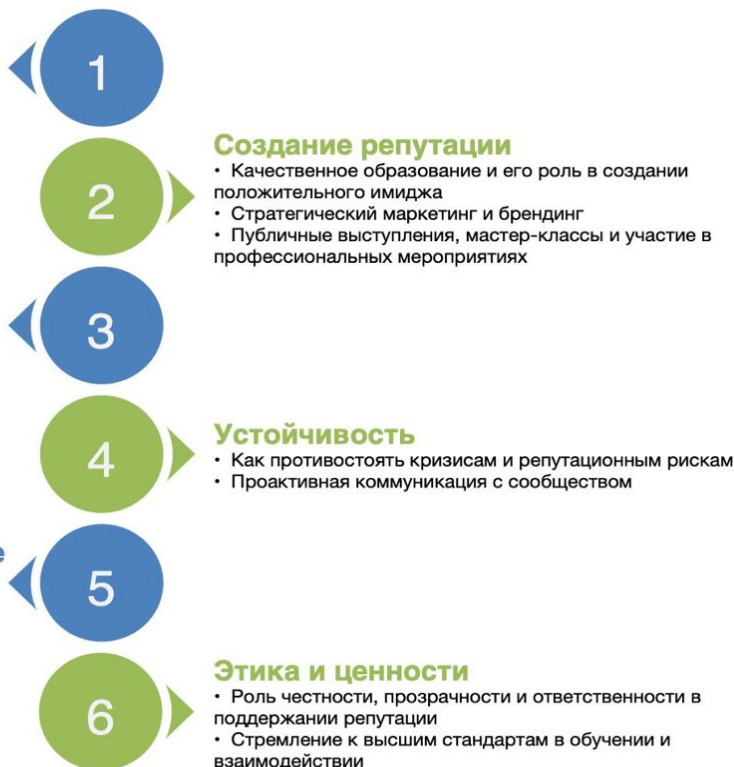 1
Создание репутации
• Качественное образование и его роль в создании
положительного имиджа
2
• Стратегический маркетинг и брендинг
• Публичные выступления, мастер-классы и участие в
профессиональных мероприятиях
3
Устойчивость
• Как противостоять кризисам и репутационным рискам
4
• Проактивная коммуникация с сообществом
е
5
Этика и ценности
• Роль честности, прозрачности и ответственности в
поддержании репутации
6
• Стремление к высшим стандартам в обучении и
взаимодействии